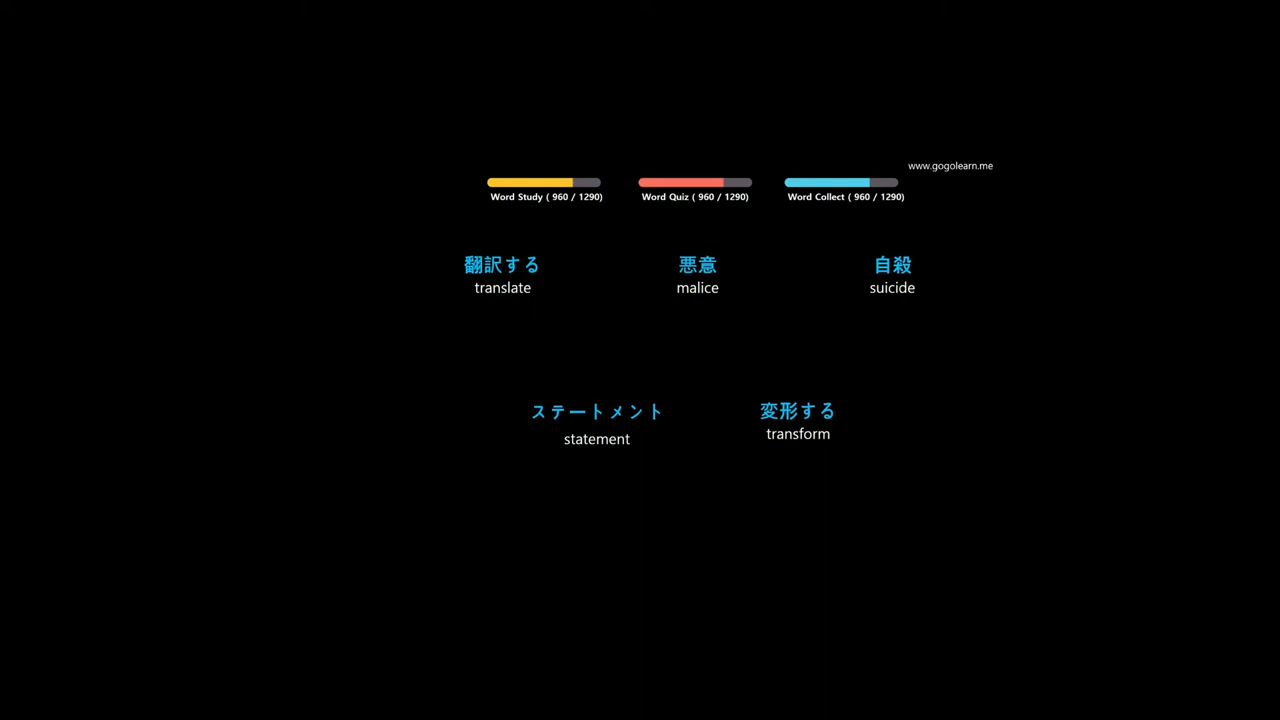 www.gogolearn.me
Word Study ( 960 / 1290)
Word Quiz ( 960 / 1290)
Word Collect ( 960 / 1290)
翻訳する
translate
悪意
malice
自殺
suicide
ステートメント
statement
変形する
transform